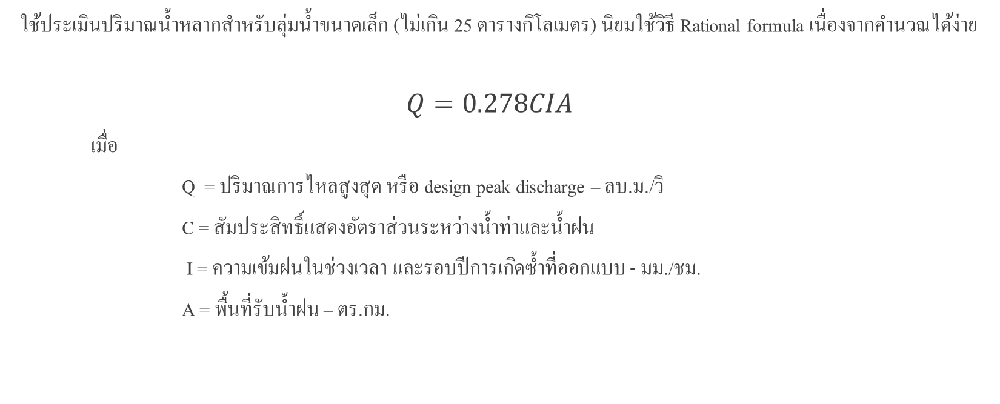 ใช้ประเมินปริมาณน้ำหลากสำหรับลุ่มน้ำขนาดเล็ก (ไม่เกิน 25 ตารางกิโลเมตร) นิยมใช้วิธี Rational formula เนื่องจากคำนวณได้ง่าย
Q = 0.278CIA
เมื่อ
Q = ปริมาณการไหลสูงสุด หรือ design peak discharge – ลบ.ม./วิ
C = สัมประสิทธิ์แสดงอัตราส่วนระหว่างน้ำท่าและน้ำฝน
I = ความเข้มฝนในช่วงเวลา และรอบปีการเกิดซ้ำที่ออกแบบ - มม./ชม.
A = พื้นที่รับน้ำฝน – ตร.กม.